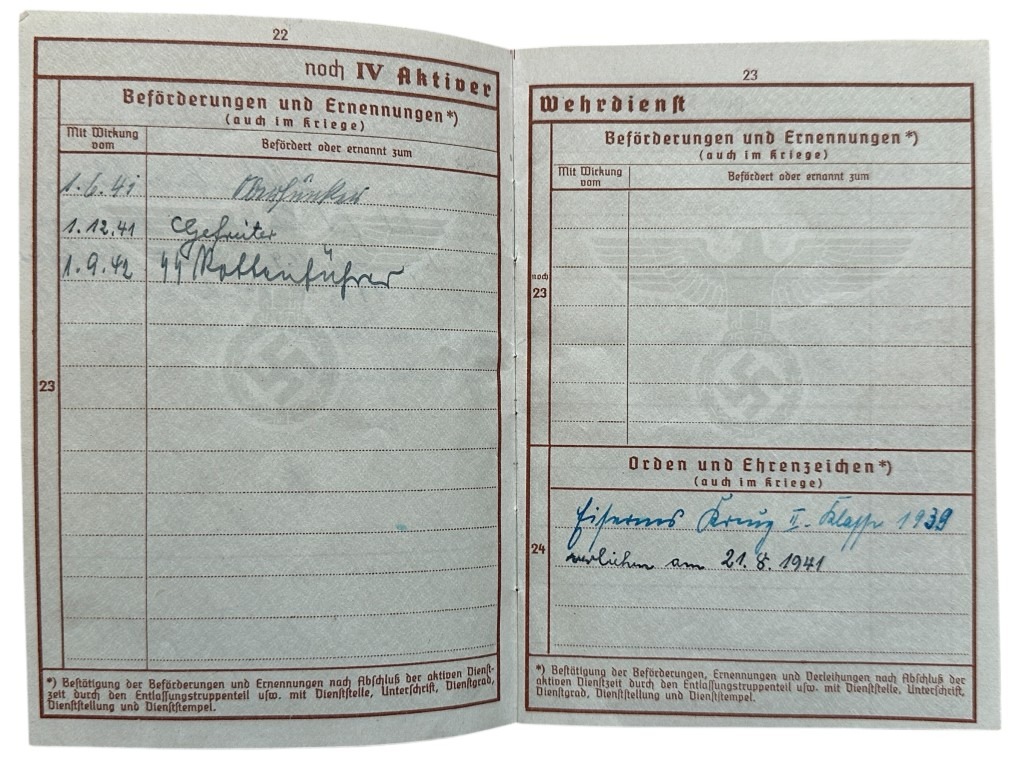 22
noch IV Aktiver
Beförderungen und Ernennungen*)
(auch im Kriege)
Mit Wirkung vom
Befördert oder ernannt zum
1.6.41 Oberfunker
1.12.41 Gefreiter
1.9.42 SS Rottenführer
23
*) Bestätigung der Beförderungen und Ernennungen nach Abschluß der aktiven Dienst-
zeit durch den Entlassungstruppenteil usw. mit Dienststelle, Unterschrift, Dienstgrad,
Dienststellung und Dienststempel.
23
Wehrdienst
Beförderungen und Ernennungen*)
(auch im Kriege)
Mit Wirkung vom
Befördert oder ernannt zum
noch
23
Orden und Ehrenzeichen*)
(auch im Kriege)
24
Eisernes Kreuz II. Klasse 1939
verliehen am 21.8.1941
*) Bestätigung der Beförderungen, Ernennungen und Verleihungen nach Abschluß der
aktiven Dienstzeit durch den Entlassungstruppenteil usw. mit Dienststelle, Unterschrift,
Dienstgrad, Dienststellung und Dienststempel.